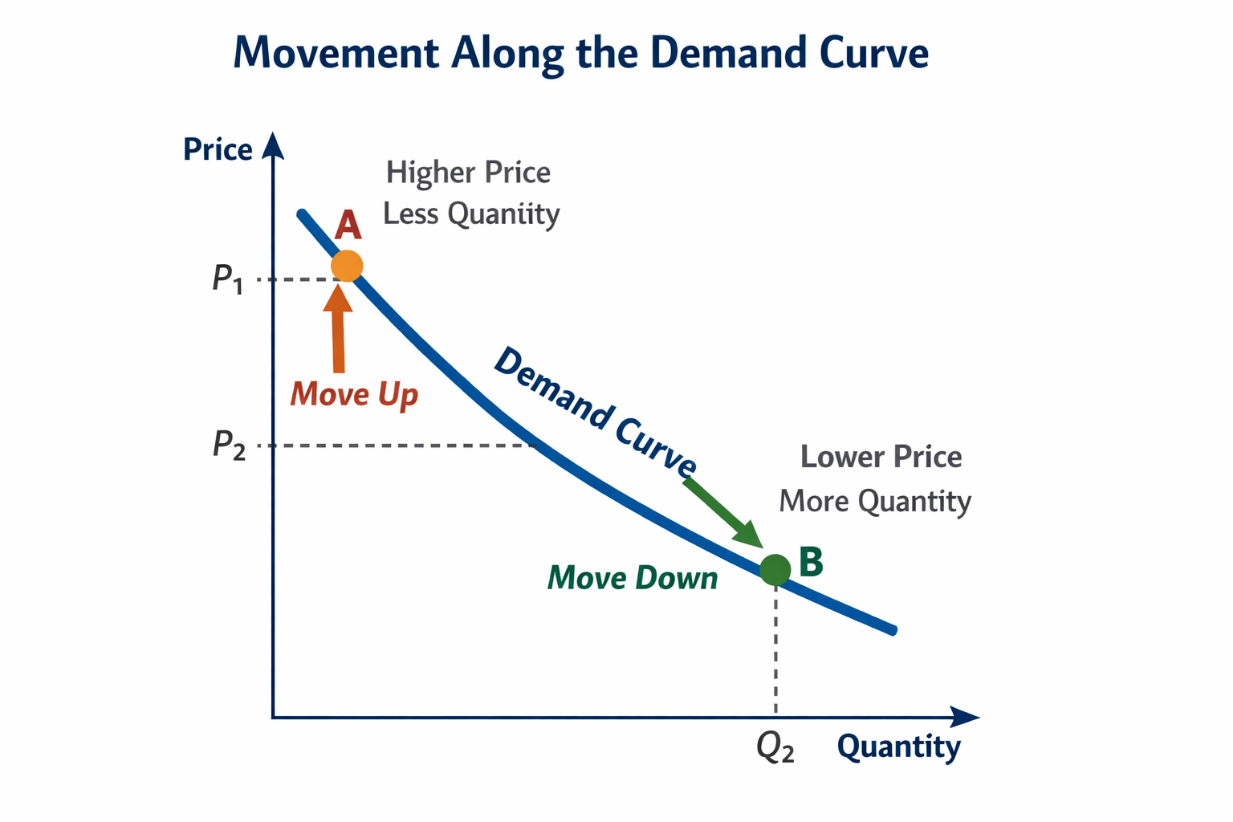 Movement Along the Demand Curve
Price
Higher Price
Less Quantiity
A
P₁
Move Up
Demand Curve
P₂
Lower Price
More Quantity
B
Move Down
Q₂
Quantity